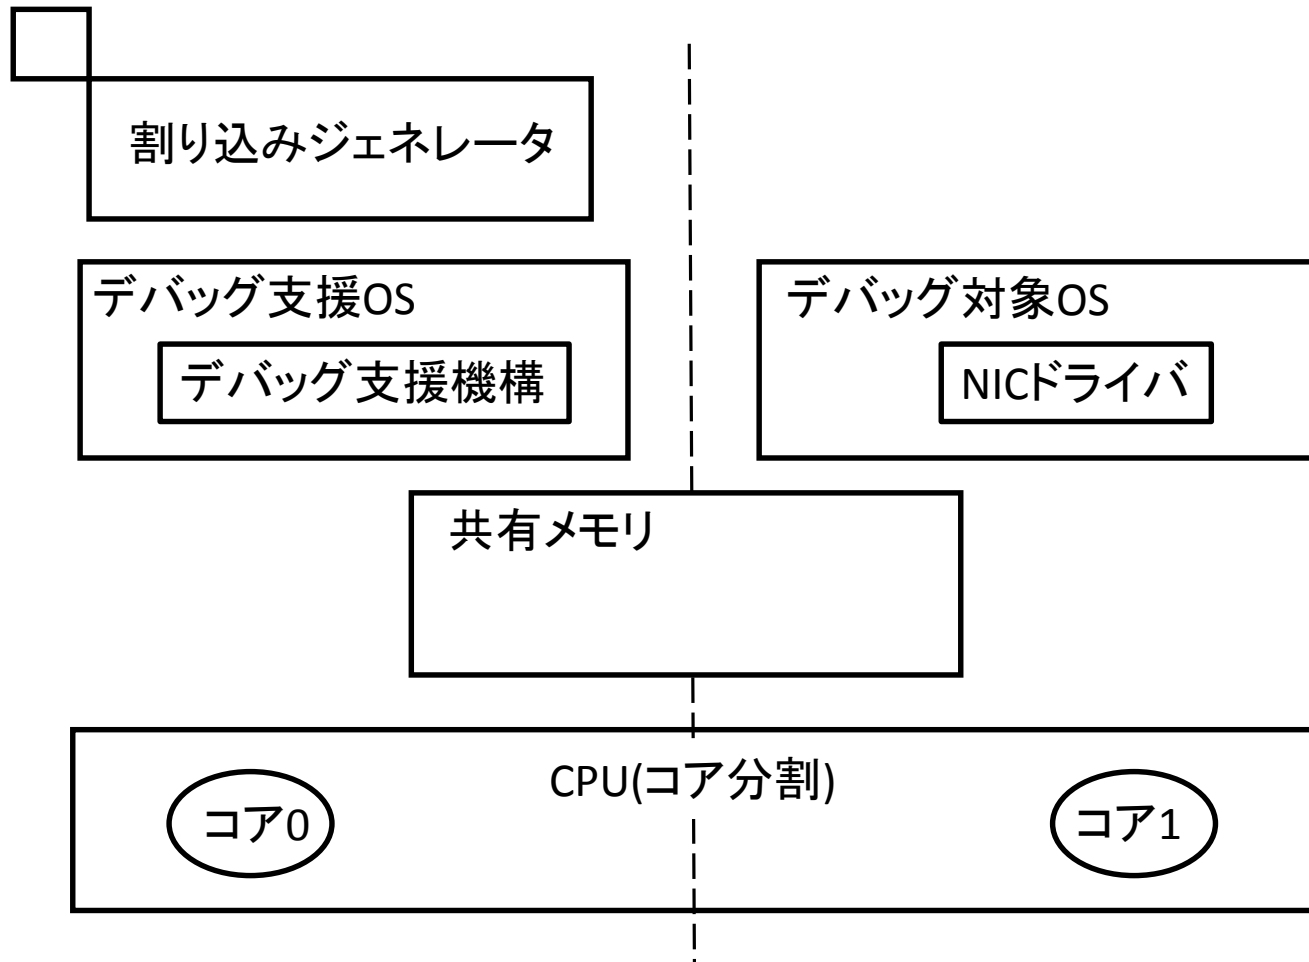 割り込みジェネレータ
デバッグ支援OS
デバッグ支援機構
デバッグ対象OS
NICドライバ
共有メモリ
CPU(コア分割)
コア0
コア1